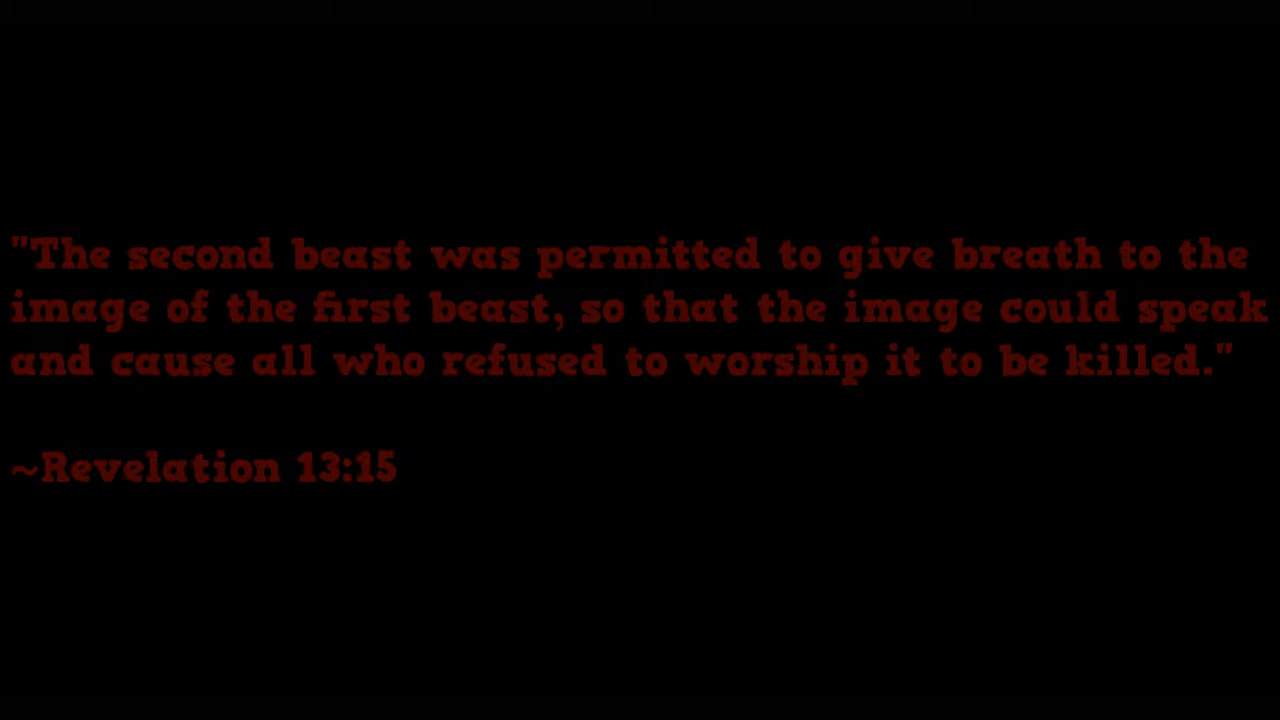 "The second beast was permitted to give breath to the
image of the first beast, so that the image could speak
and cause all who refused to worship it to be killed."
~Revelation 13:15